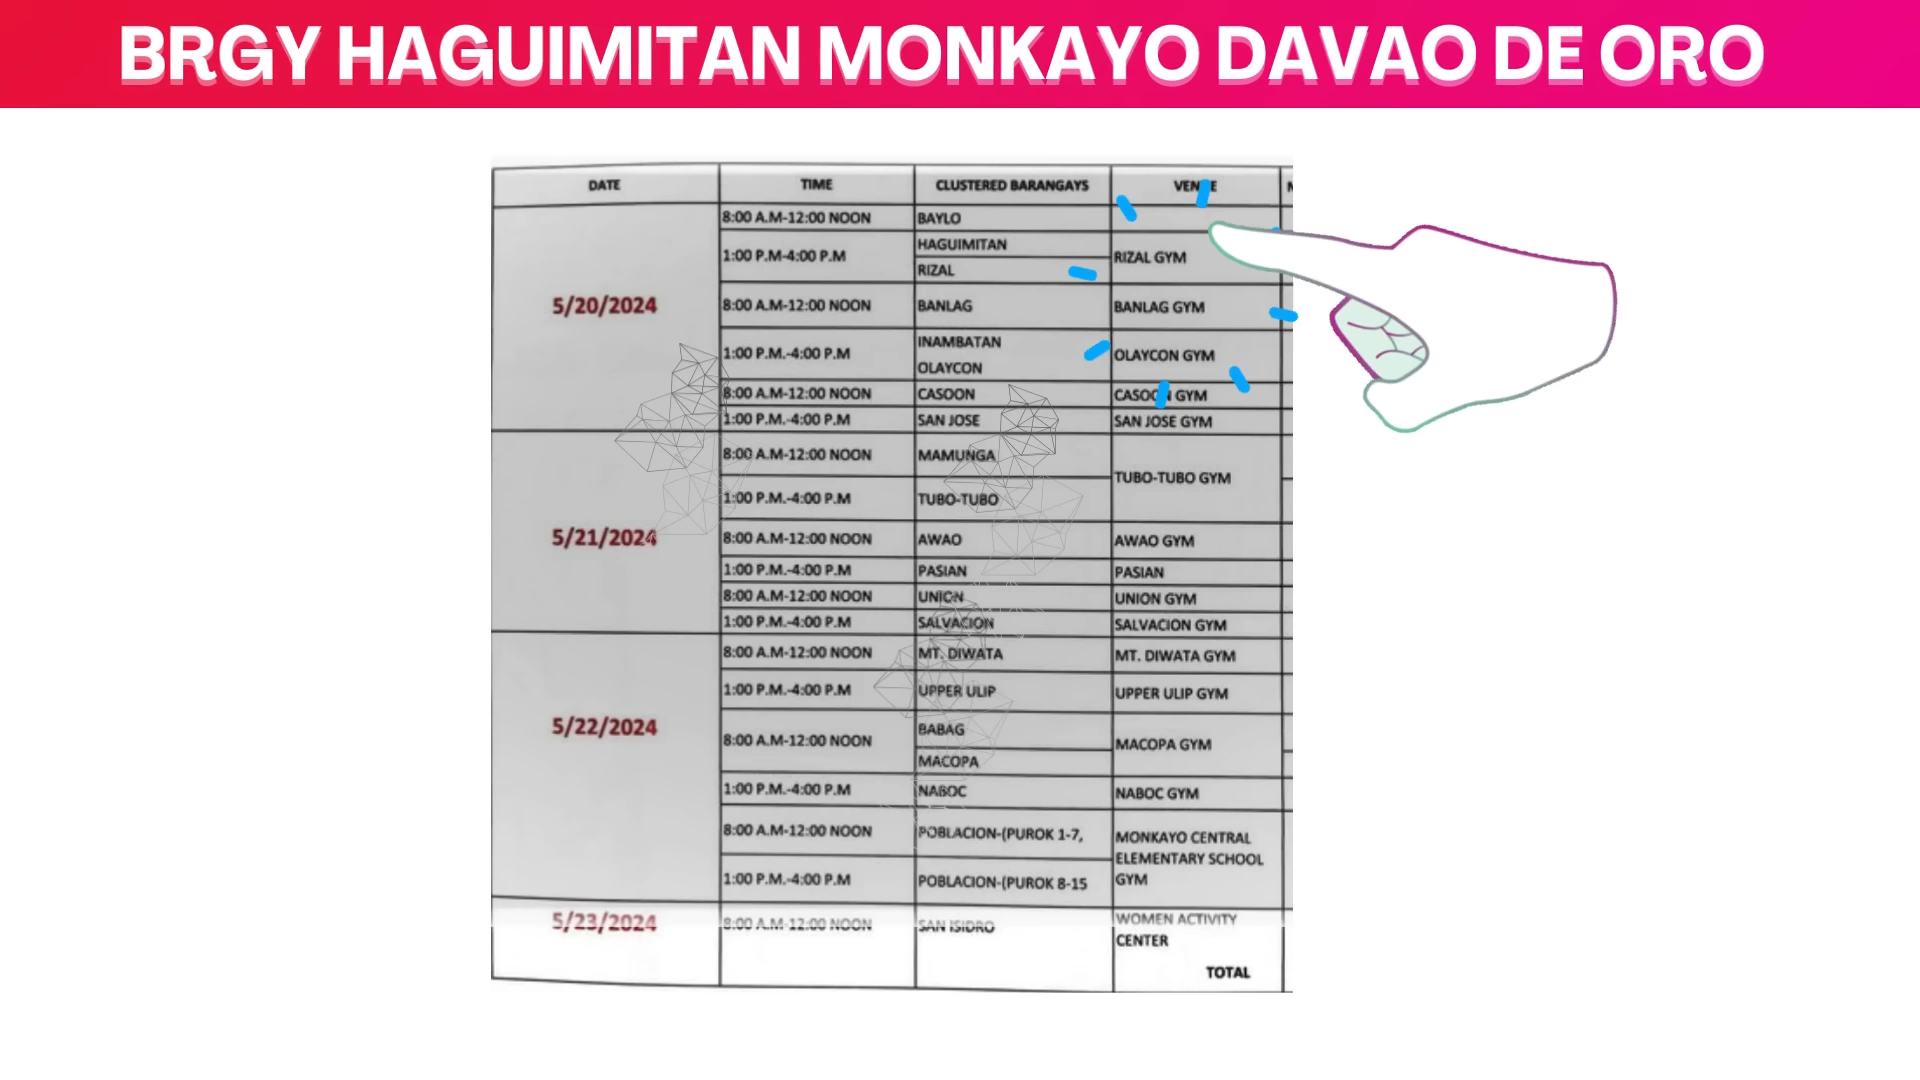 BRGY HAGUIMITAN MONKAYO DAVAO DE ORO
DATE TIME CLUSTERED BARANGAYS VENUE
5/20/2024
8:00 A.M-12:00 NOON BAYLO
1:00 P.M-4:00 P.M HAGUIMITAN
RIZAL
RIZAL GYM
8:00 A.M-12:00 NOON BANLAG BANLAG GYM
1:00 P.M.-4:00 P.M INAMBATAN
OLAYCON
OLAYCON GYM
8:00 A.M-12:00 NOON CASOON CASOON GYM
1:00 P.M.-4:00 P.M SAN JOSE SAN JOSE GYM
5/21/2024
8:00 A.M-12:00 NOON MAMUNGA
TUBO-TUBO GYM
1:00 P.M.-4:00 P.M TUBO-TUBO
8:00 A.M-12:00 NOON AWAO AWAO GYM
1:00 P.M.-4:00 P.M PASIAN PASIAN
8:00 A.M-12:00 NOON UNION UNION GYM
1:00 P.M.-4:00 P.M SALVACION SALVACION GYM
5/22/2024
8:00 A.M-12:00 NOON MT. DIWATA MT. DIWATA GYM
1:00 P.M.-4:00 P.M UPPER ULIP UPPER ULIP GYM
8:00 A.M-12:00 NOON BABAG
MACOPA
MACOPA GYM
1:00 P.M.-4:00 P.M NABOC NABOC GYM
8:00 A.M-12:00 NOON POBLACION-(PUROK 1-7,
1:00 P.M.-4:00 P.M POBLACION-(PUROK 8-15
MONKAYO CENTRAL
ELEMENTARY SCHOOL
GYM
5/23/2024
8:00 A.M-12:00 NOON SAN ISIDRO WOMEN ACTIVITY
CENTER
TOTAL